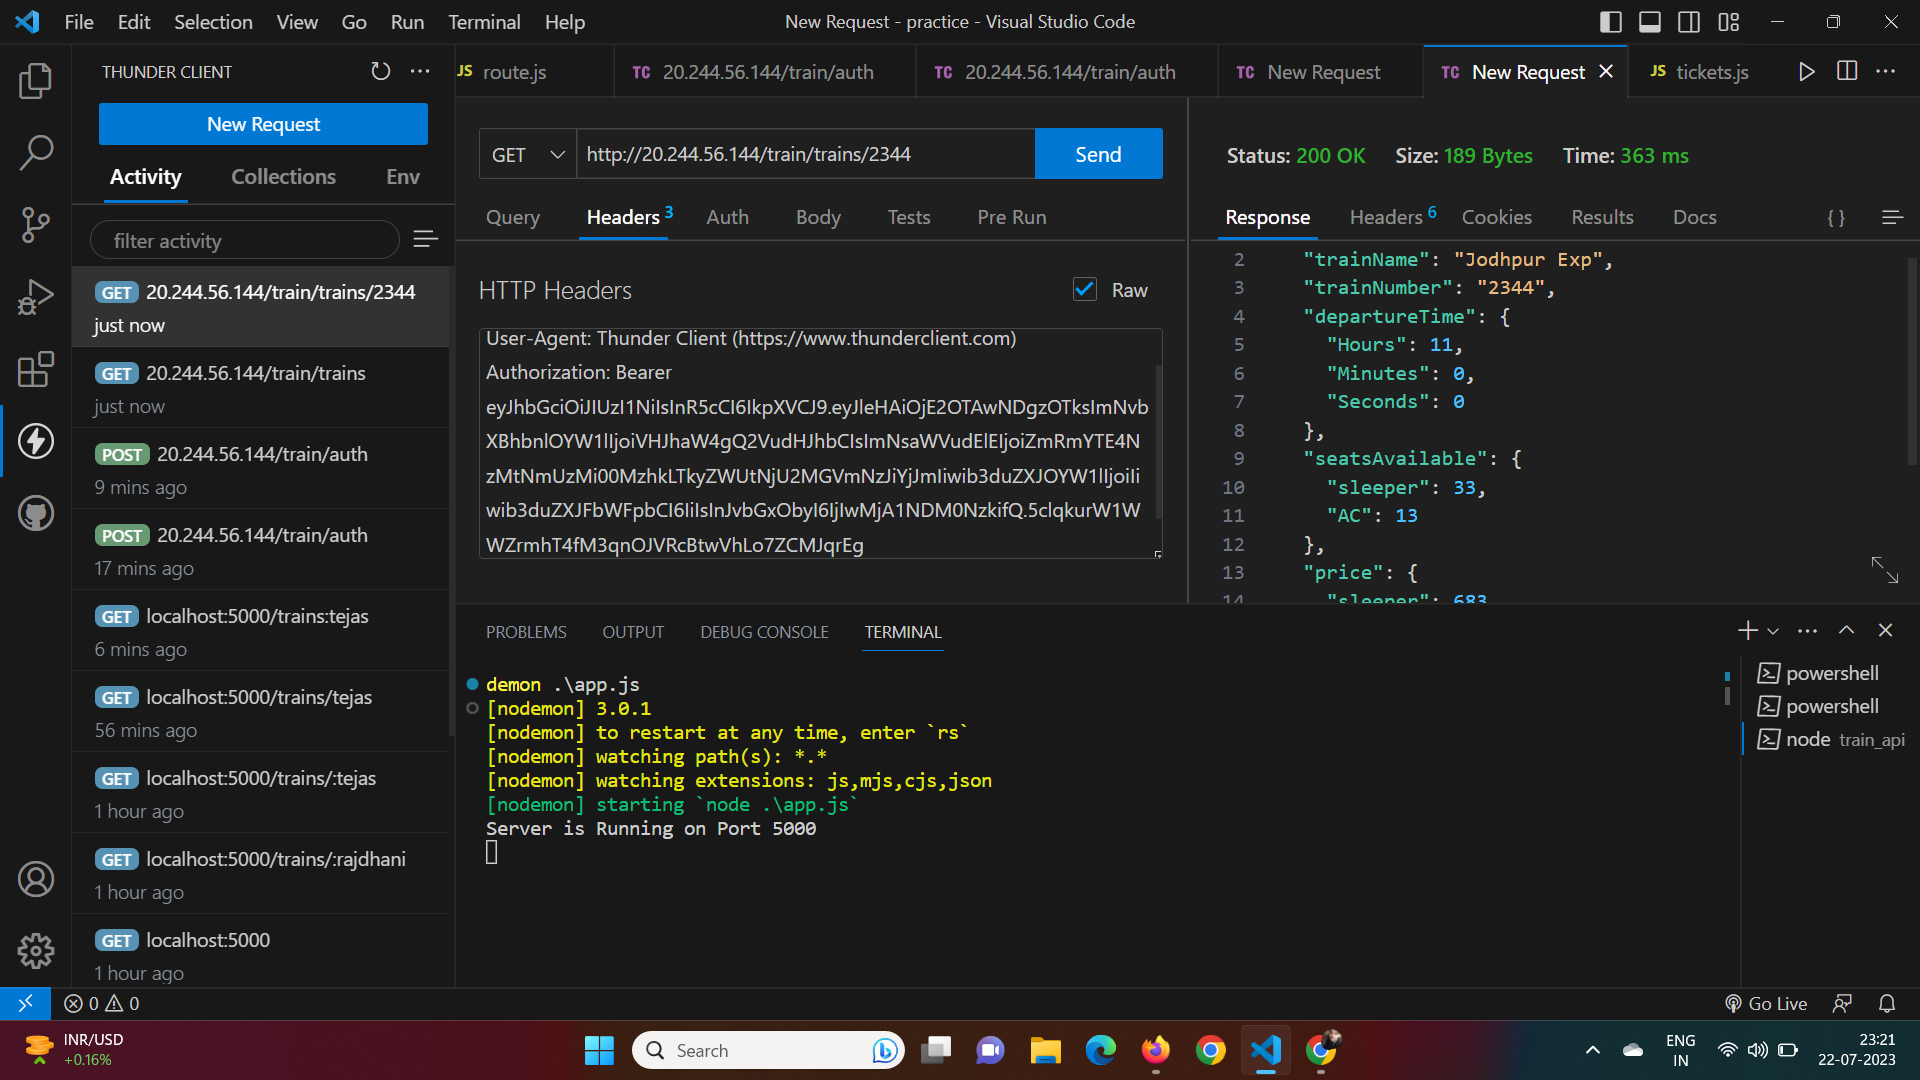 File Edit Selection View Go Run Terminal Help
New Request - practice - Visual Studio Code
THUNDER CLIENT
New Request
Activity Collections Env
filter activity
GET 20.244.56.144/train/trains/2344
just now
GET 20.244.56.144/train/trains
just now
POST 20.244.56.144/train/auth
9 mins ago
POST 20.244.56.144/train/auth
17 mins ago
GET localhost:5000/trains:tejas
6 mins ago
GET localhost:5000/trains/tejas
56 mins ago
GET localhost:5000/trains/:tejas
1 hour ago
GET localhost:5000/trains/:rajdhani
1 hour ago
GET localhost:5000
1 hour ago
JS route.js TC 20.244.56.144/train/auth TC 20.244.56.144/train/auth TC New Request TC New Request JS tickets.js
GET http://20.244.56.144/train/trains/2344 Send
Query Headers 3 Auth Body Tests Pre Run
HTTP Headers Raw
User-Agent: Thunder Client (https://www.thunderclient.com)
Authorization: Bearer
eyJhbGciOiJIUzI1NiIsInR5cCI6IkpXVCJ9.eyJleHAiOjE2OTAwNDgzOTksImNvb
XBhbnlOYW1lIjoiVHJhaW4gQ2VudHJhbCIsImNsaWVudElEIjoiZmRmYTE4N
zMtNmUzMi00MzhkLTkyZWUtNjU2MGVmNzJiYjJmIiwib3duZXJOYW1lIjoiIi
wib3duZXJFbWFpbCI6IiIsInJvbGxObyI6IjIwMjA1NDM0NzkifQ.5clqkurW1W
WZrmhT4fM3qnOJVRcBtwVhLo7ZCMJqrEg
Status: 200 OK Size: 189 Bytes Time: 363 ms
Response Headers 6 Cookies Results Docs { }
2 "trainName": "Jodhpur Exp",
3 "trainNumber": "2344",
4 "departureTime": {
5 "Hours": 11,
6 "Minutes": 0,
7 "Seconds": 0
8 },
9 "seatsAvailable": {
10 "sleeper": 33,
11 "AC": 13
12 },
13 "price": {
14 "sleeper": 683
PROBLEMS OUTPUT DEBUG CONSOLE TERMINAL
demon .\app.js
[nodemon] 3.0.1
[nodemon] to restart at any time, enter `rs`
[nodemon] watching path(s): *.*
[nodemon] watching extensions: js,mjs,cjs,json
[nodemon] starting `node .\app.js`
Server is Running on Port 5000
powershell
powershell
node train_api
0 0
Go Live
INR/USD
+0.16%
Search
ENG
IN
23:21
22-07-2023